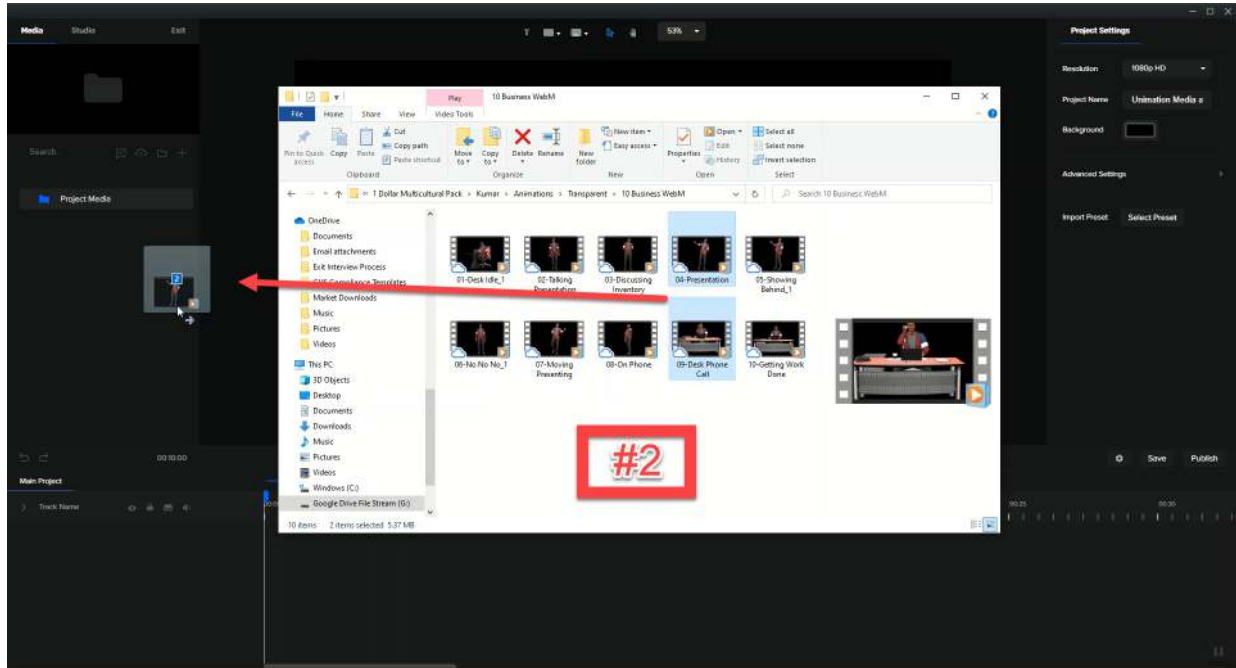 Media Studio Exit
53%
Project Settings
Resolution 1080p HD
Project Name Unimation Media a
Background
Advanced Settings
Import Preset Select Preset
Search
Project Media
2
Play 10 Business WebM
File Home Share View Video Tools
Pin to Quick access
Copy
Paste
Cut
Copy path
Paste shortcut
Clipboard
Move to
Copy to
Delete
Rename
Organize
New folder
New item
Easy access
New
Properties
Open
Edit
History
Open
Select all
Select none
Invert selection
Select
1 Dollar Multicultural Pack > Kumar > Animations > Transparent > 10 Business WebM
Search 10 Business WebM
OneDrive
Documents
Email attachments
Exit Interview Process
Market Downloads
Music
Pictures
Videos
This PC
3D Objects
Desktop
Documents
Downloads
Music
Pictures
Videos
Windows (C:)
Google Drive File Stream (G:)
01-Desk Idle_1
02-Talking Presentation
03-Discussing Inventory
04-Presentation
05-Showing Behind_1
06-No No No_1
07-Moving Presenting
08-On Phone
09-Desk Phone Call
10-Getting Work Done
#2
10 items 2 items selected 5.37 MB
00:10:00
Save Publish
Main Project
Track Name
00:25